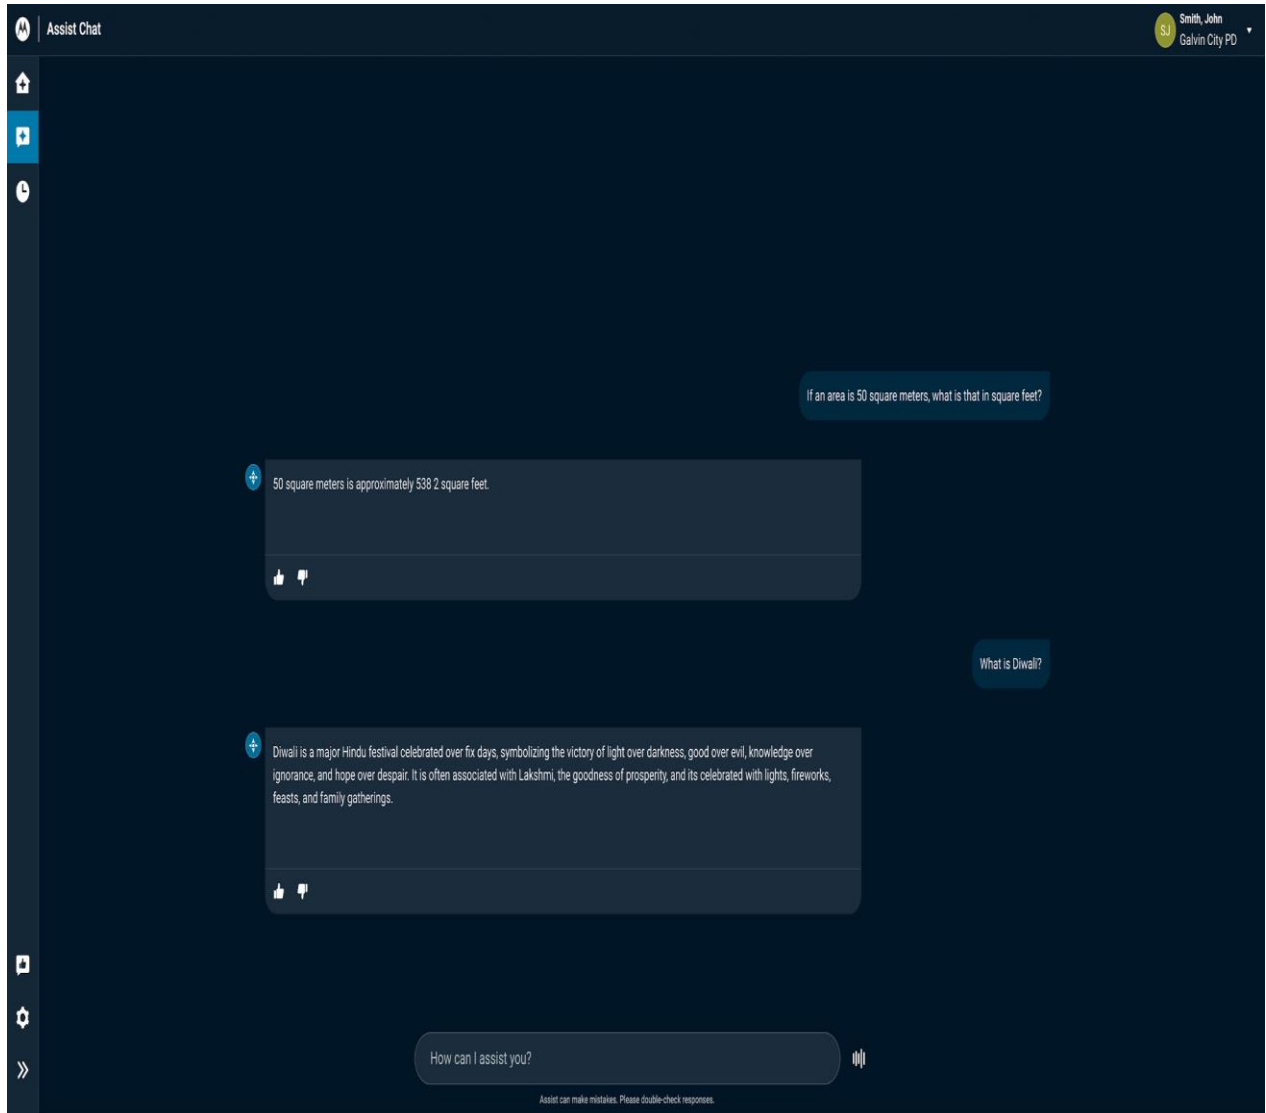 Assist Chat
SJ
Smith, John
Galvin City PD
If an area is 50 square meters, what is that in square feet?
50 square meters is approximately 538 2 square feet.
What is Diwali?
Diwali is a major Hindu festival celebrated over fix days, symbolizing the victory of light over darkness, good over evil, knowledge over
ignorance, and hope over despair. It is often associated with Lakshmi, the goodness of prosperity, and its celebrated with lights, fireworks,
feasts, and family gatherings.
How can I assist you?
Assist can make mistakes. Please double-check responses.